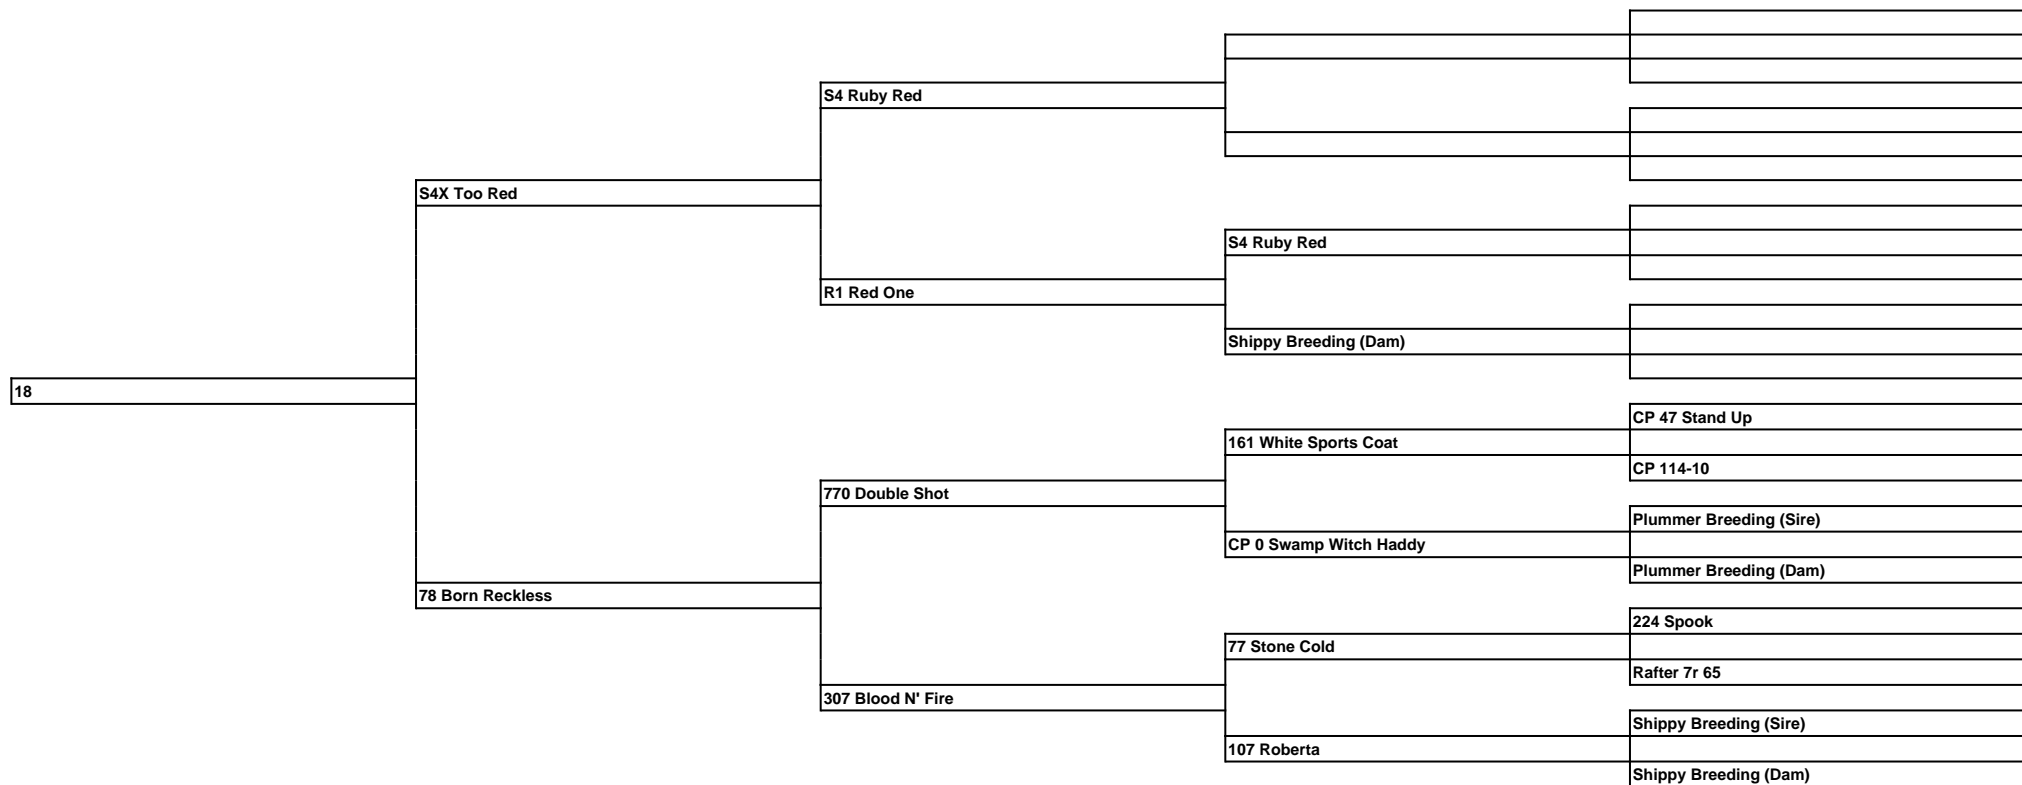 S4 Ruby Red
S4X Too Red
S4 Ruby Red
R1 Red One
Shippy Breeding (Dam)
18
CP 47 Stand Up
161 White Sports Coat
CP 114-10
770 Double Shot
Plummer Breeding (Sire)
CP 0 Swamp Witch Haddy
Plummer Breeding (Dam)
78 Born Reckless
224 Spook
77 Stone Cold
Rafter 7r 65
307 Blood N' Fire
Shippy Breeding (Sire)
107 Roberta
Shippy Breeding (Dam)